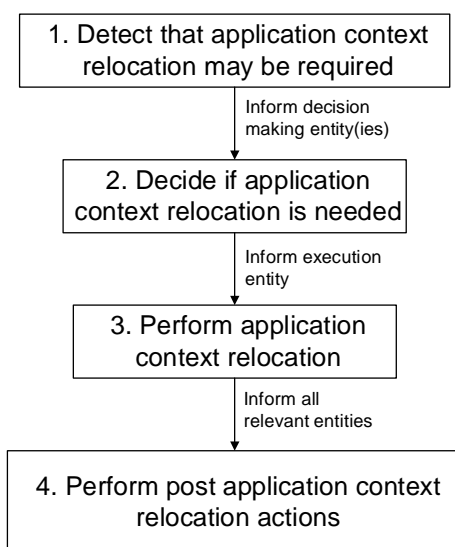 1. Detect that application context
relocation may be required
Inform decision
making entity(ies)
2. Decide if application
context relocation is needed
Inform execution
entity
3. Perform application
context relocation
Inform all
relevant entities
4. Perform post application context
relocation actions